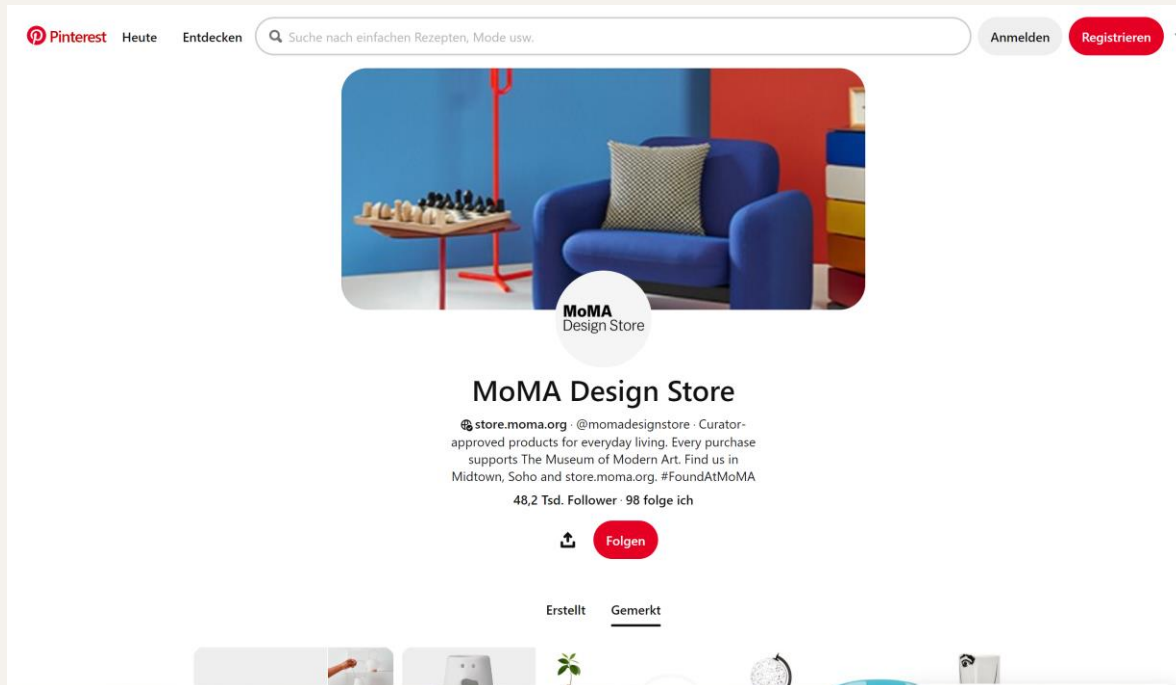 Pinterest Heute Entdecken Suche nach einfachen Rezepten, Mode usw. Anmelden Registrieren
MoMA
Design Store
MoMA Design Store
store.moma.org · @momadesignstore · Curator-
approved products for everyday living. Every purchase
supports The Museum of Modern Art. Find us in
Midtown, Soho and store.moma.org. #FoundAtMoMA
48,2 Tsd. Follower · 98 folge ich
Folgen
Erstellt Gemerkt